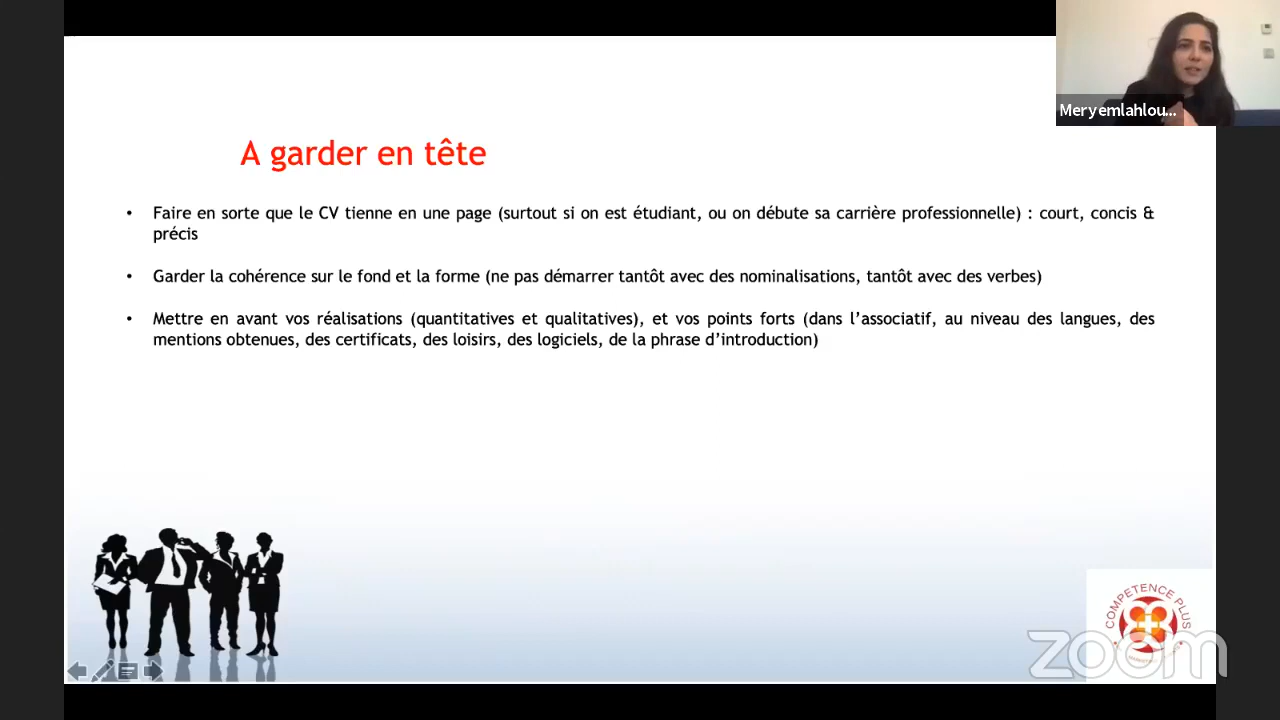 Meryemlahlou...
A garder en tête
• Faire en sorte que le CV tienne en une page (surtout si on est étudiant, ou on débute sa carrière professionnelle) : court, concis &
précis
• Garder la cohérence sur le fond et la forme (ne pas démarrer tantôt avec des nominalisations, tantôt avec des verbes)
• Mettre en avant vos réalisations (quantitatives et qualitatives), et vos points forts (dans l’associatif, au niveau des langues, des
mentions obtenues, des certificats, des loisirs, des logiciels, de la phrase d’introduction)
COMPETENCE PLUS
zoom